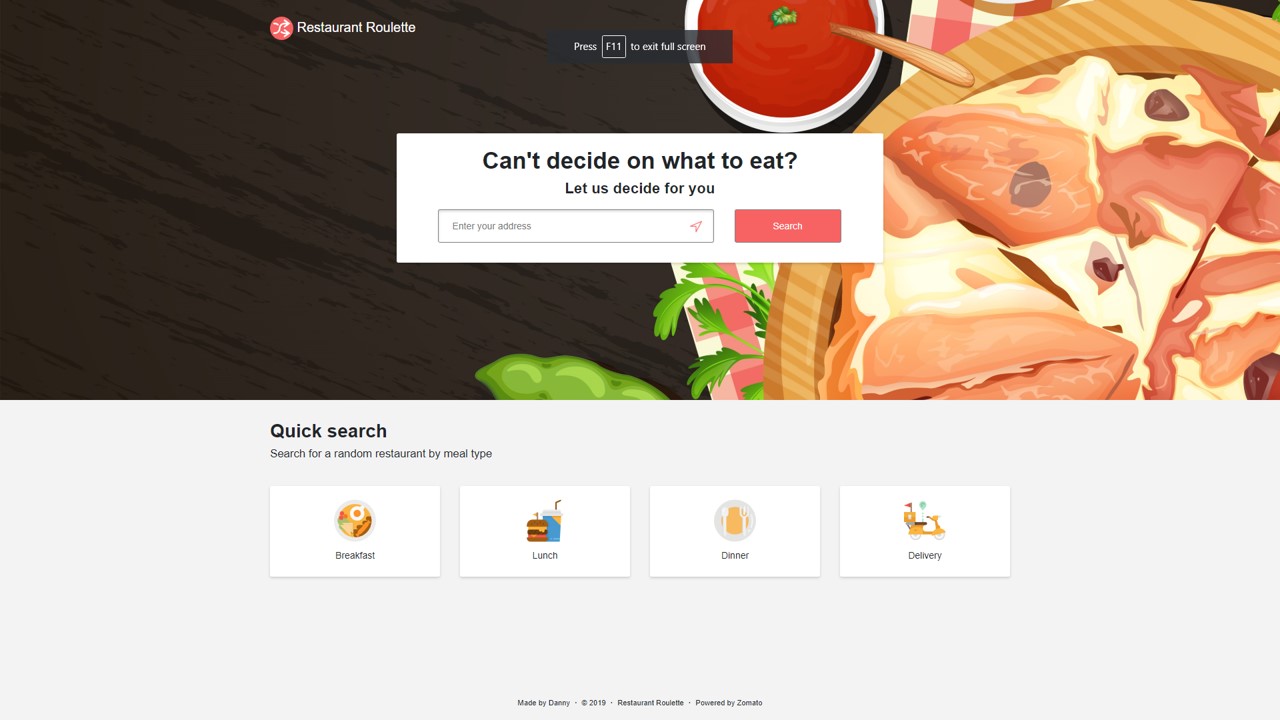 Restaurant Roulette
Press F11 to exit full screen
Can't decide on what to eat?
Let us decide for you
Enter your address
Search
Quick search
Search for a random restaurant by meal type
Breakfast
Lunch
Dinner
Delivery
Made by Danny · © 2019 · Restaurant Roulette · Powered by Zomato